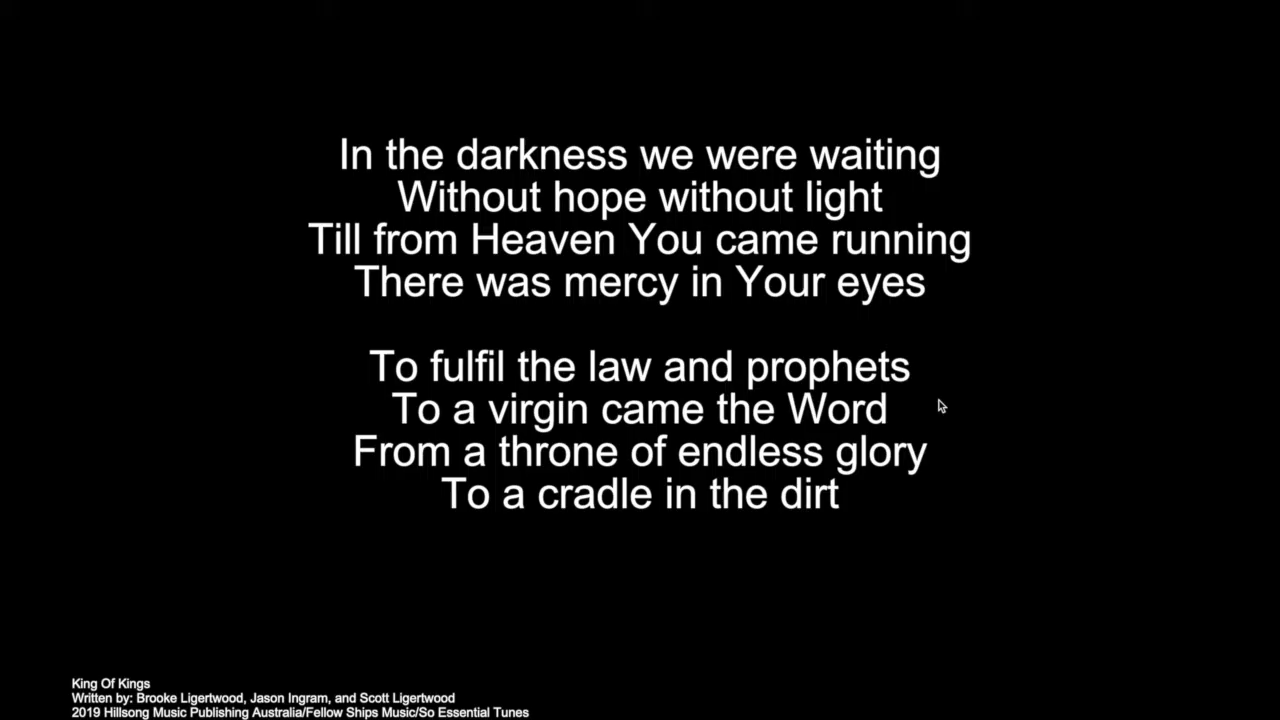 In the darkness we were waiting
Without hope without light
Till from Heaven You came running
There was mercy in Your eyes
To fulfil the law and prophets
To a virgin came the Word
From a throne of endless glory
To a cradle in the dirt
King Of Kings
Written by: Brooke Ligertwood, Jason Ingram, and Scott Ligertwood
2019 Hillsong Music Publishing Australia/Fellow Ships Music/So Essential Tunes